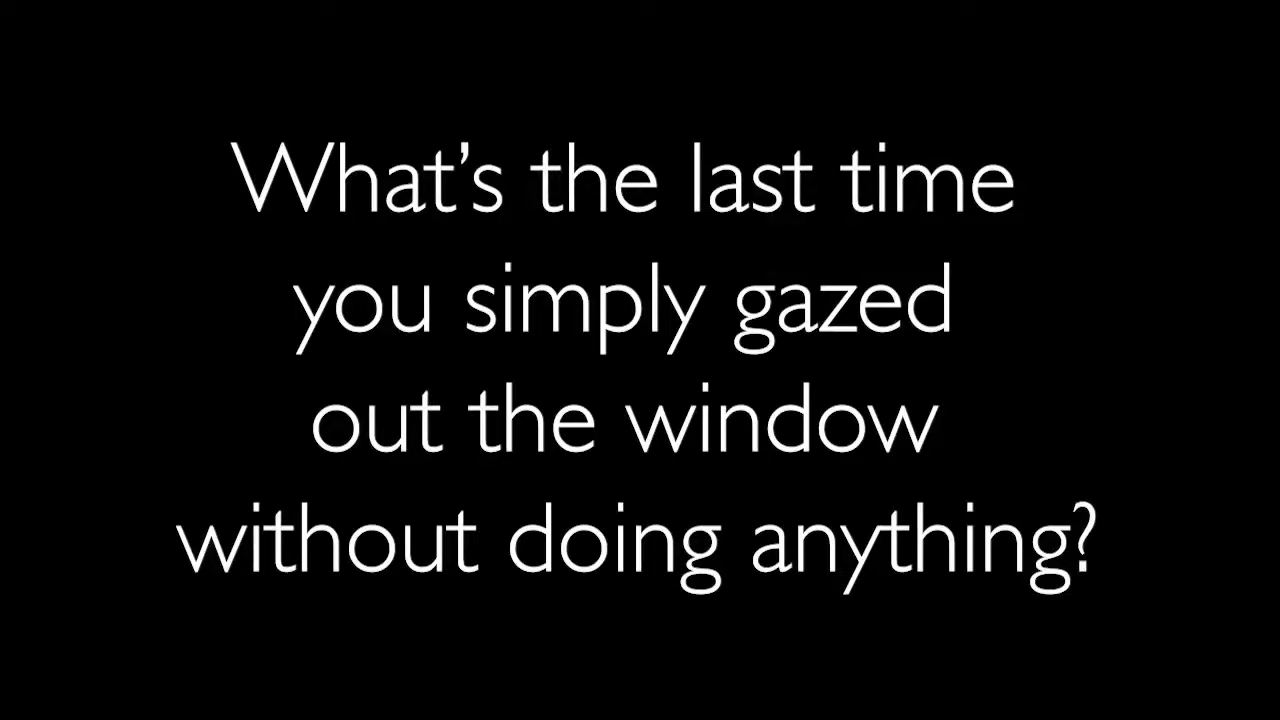 What’s the last time
you simply gazed
out the window
without doing anything?